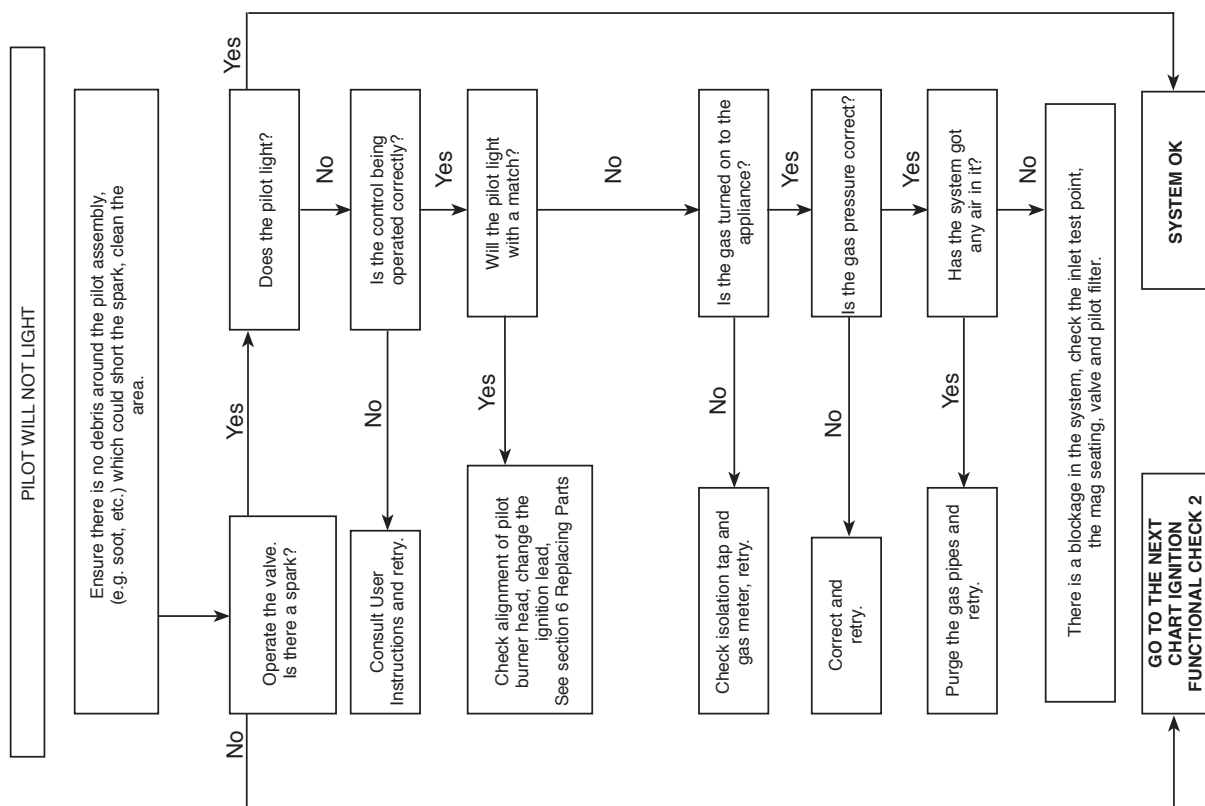 PILOT WILL NOT LIGHT
Ensure there is no debris around the pilot assembly,
(e.g. soot, etc.) which could short the spark, clean the
area.
Operate the valve.
Is there a spark?
Yes
No
Does the pilot light?
Yes
No
Is the control being
operated correctly?
No
Consult User
Instructions and retry.
Yes
Will the pilot light
with a match?
Yes
Check alignment of pilot
burner head, change the
ignition lead,
See section 6 Replacing Parts
No
Is the gas turned on to the
appliance?
No
Check isolation tap and
gas meter, retry.
Yes
Is the gas pressure correct?
No
Correct and
retry.
Yes
Has the system got
any air in it?
Yes
Purge the gas pipes and
retry.
No
There is a blockage in the system, check the inlet test point,
the mag seating, valve and pilot filter.
GO TO THE NEXT
CHART IGNITION
FUNCTIONAL CHECK 2
SYSTEM OK